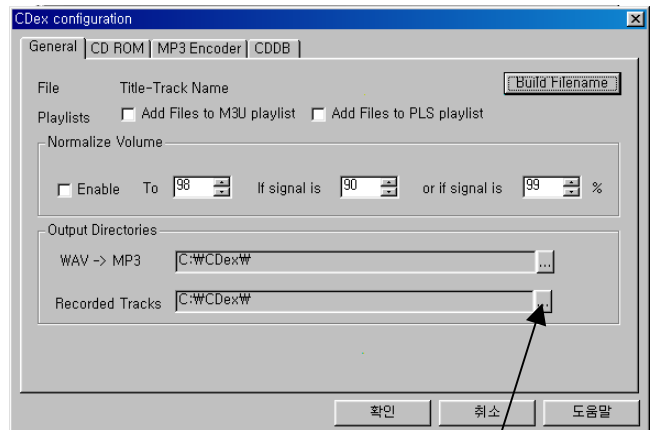 CDex configuration
General CD ROM MP3 Encoder CDDB
File Title-Track Name Build Filename
Playlists Add Files to M3U playlist Add Files to PLS playlist
Normalize Volume
Enable To 98 If signal is 90 or if signal is 99 %
Output Directories
WAV -> MP3 C:₩CDex₩ ...
Recorded Tracks C:₩CDex₩ ...
확인 취소 도움말